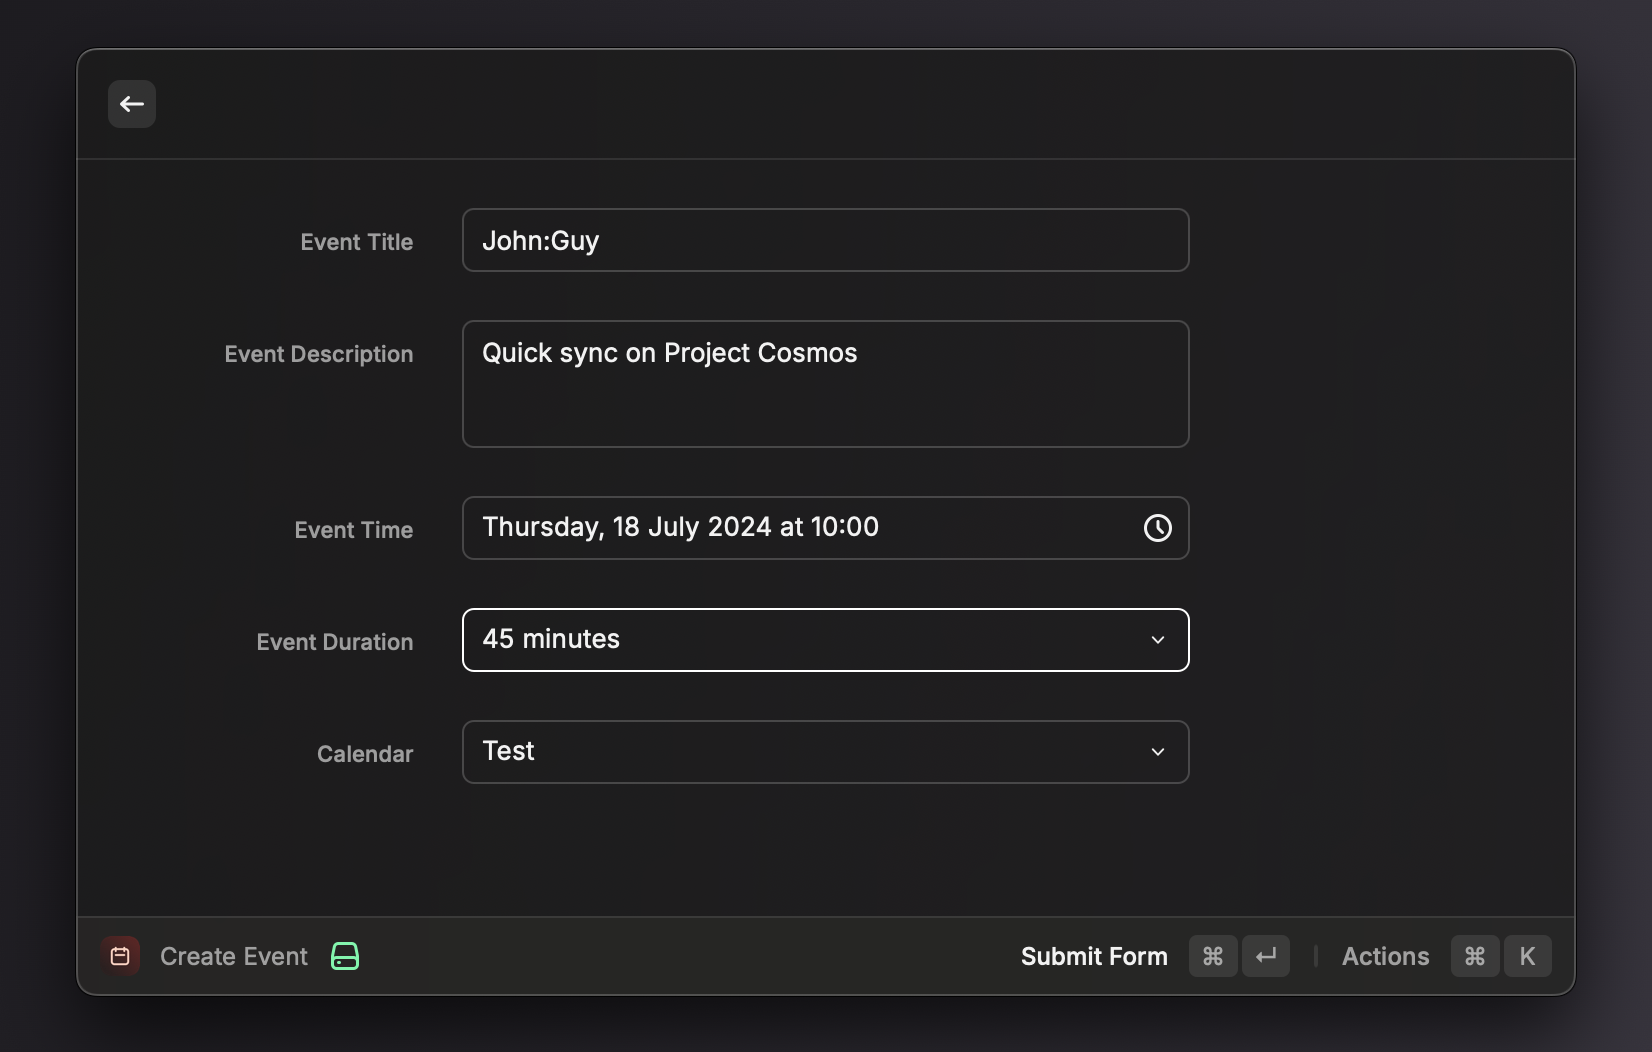 Event Title
John:Guy
Event Description
Quick sync on Project Cosmos
Event Time
Thursday, 18 July 2024 at 10:00
Event Duration
45 minutes
Calendar
Test
Create Event
Submit Form ⌘ ↵
Actions ⌘ K